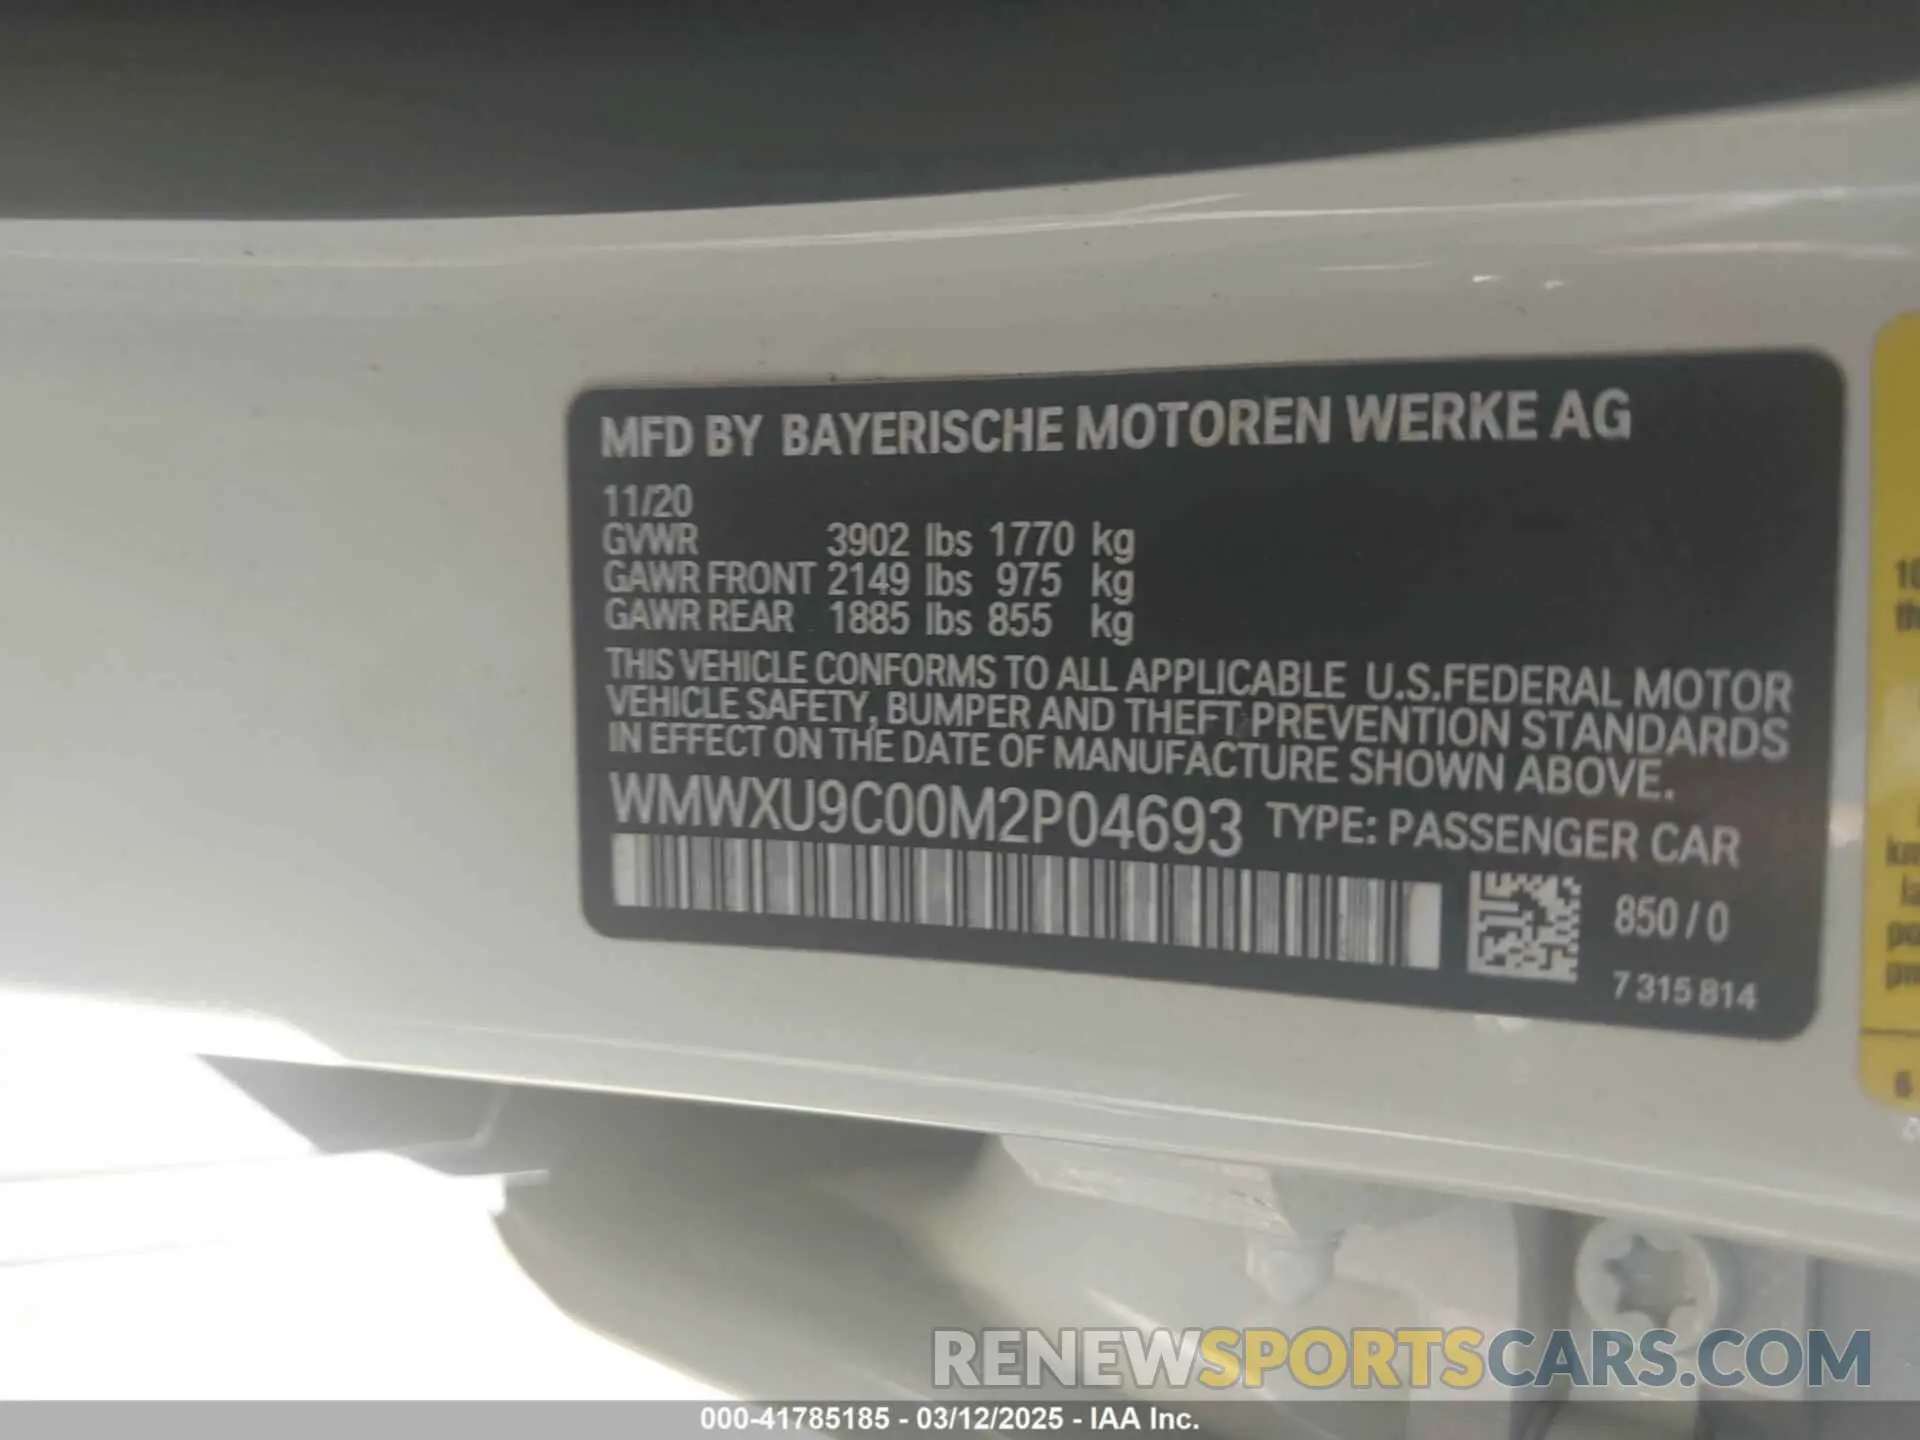 MFD BY BAYERISCHE MOTOREN WERKE AG
11/20
GVWR 3902 lbs 1770 kg
GAWR FRONT 2149 lbs 975 kg
GAWR REAR 1885 lbs 855 kg
THIS VEHICLE CONFORMS TO ALL APPLICABLE U.S.FEDERAL MOTOR
VEHICLE SAFETY, BUMPER AND THEFT PREVENTION STANDARDS
IN EFFECT ON THE DATE OF MANUFACTURE SHOWN ABOVE.
WMWXU9C00M2P04693 TYPE: PASSENGER CAR
850 / 0
7 315 814
RENEWSPORTSCARS.COM
000-41785185 - 03/12/2025 - IAA Inc.